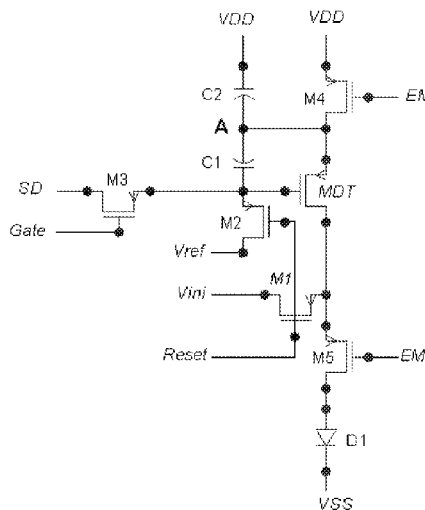 VDD
VDD
C2
M4
EM
A
C1
M3
SD
MDT
M2
Gate
Vref
M1
Vini
Reset
M5
EM
D1
VSS